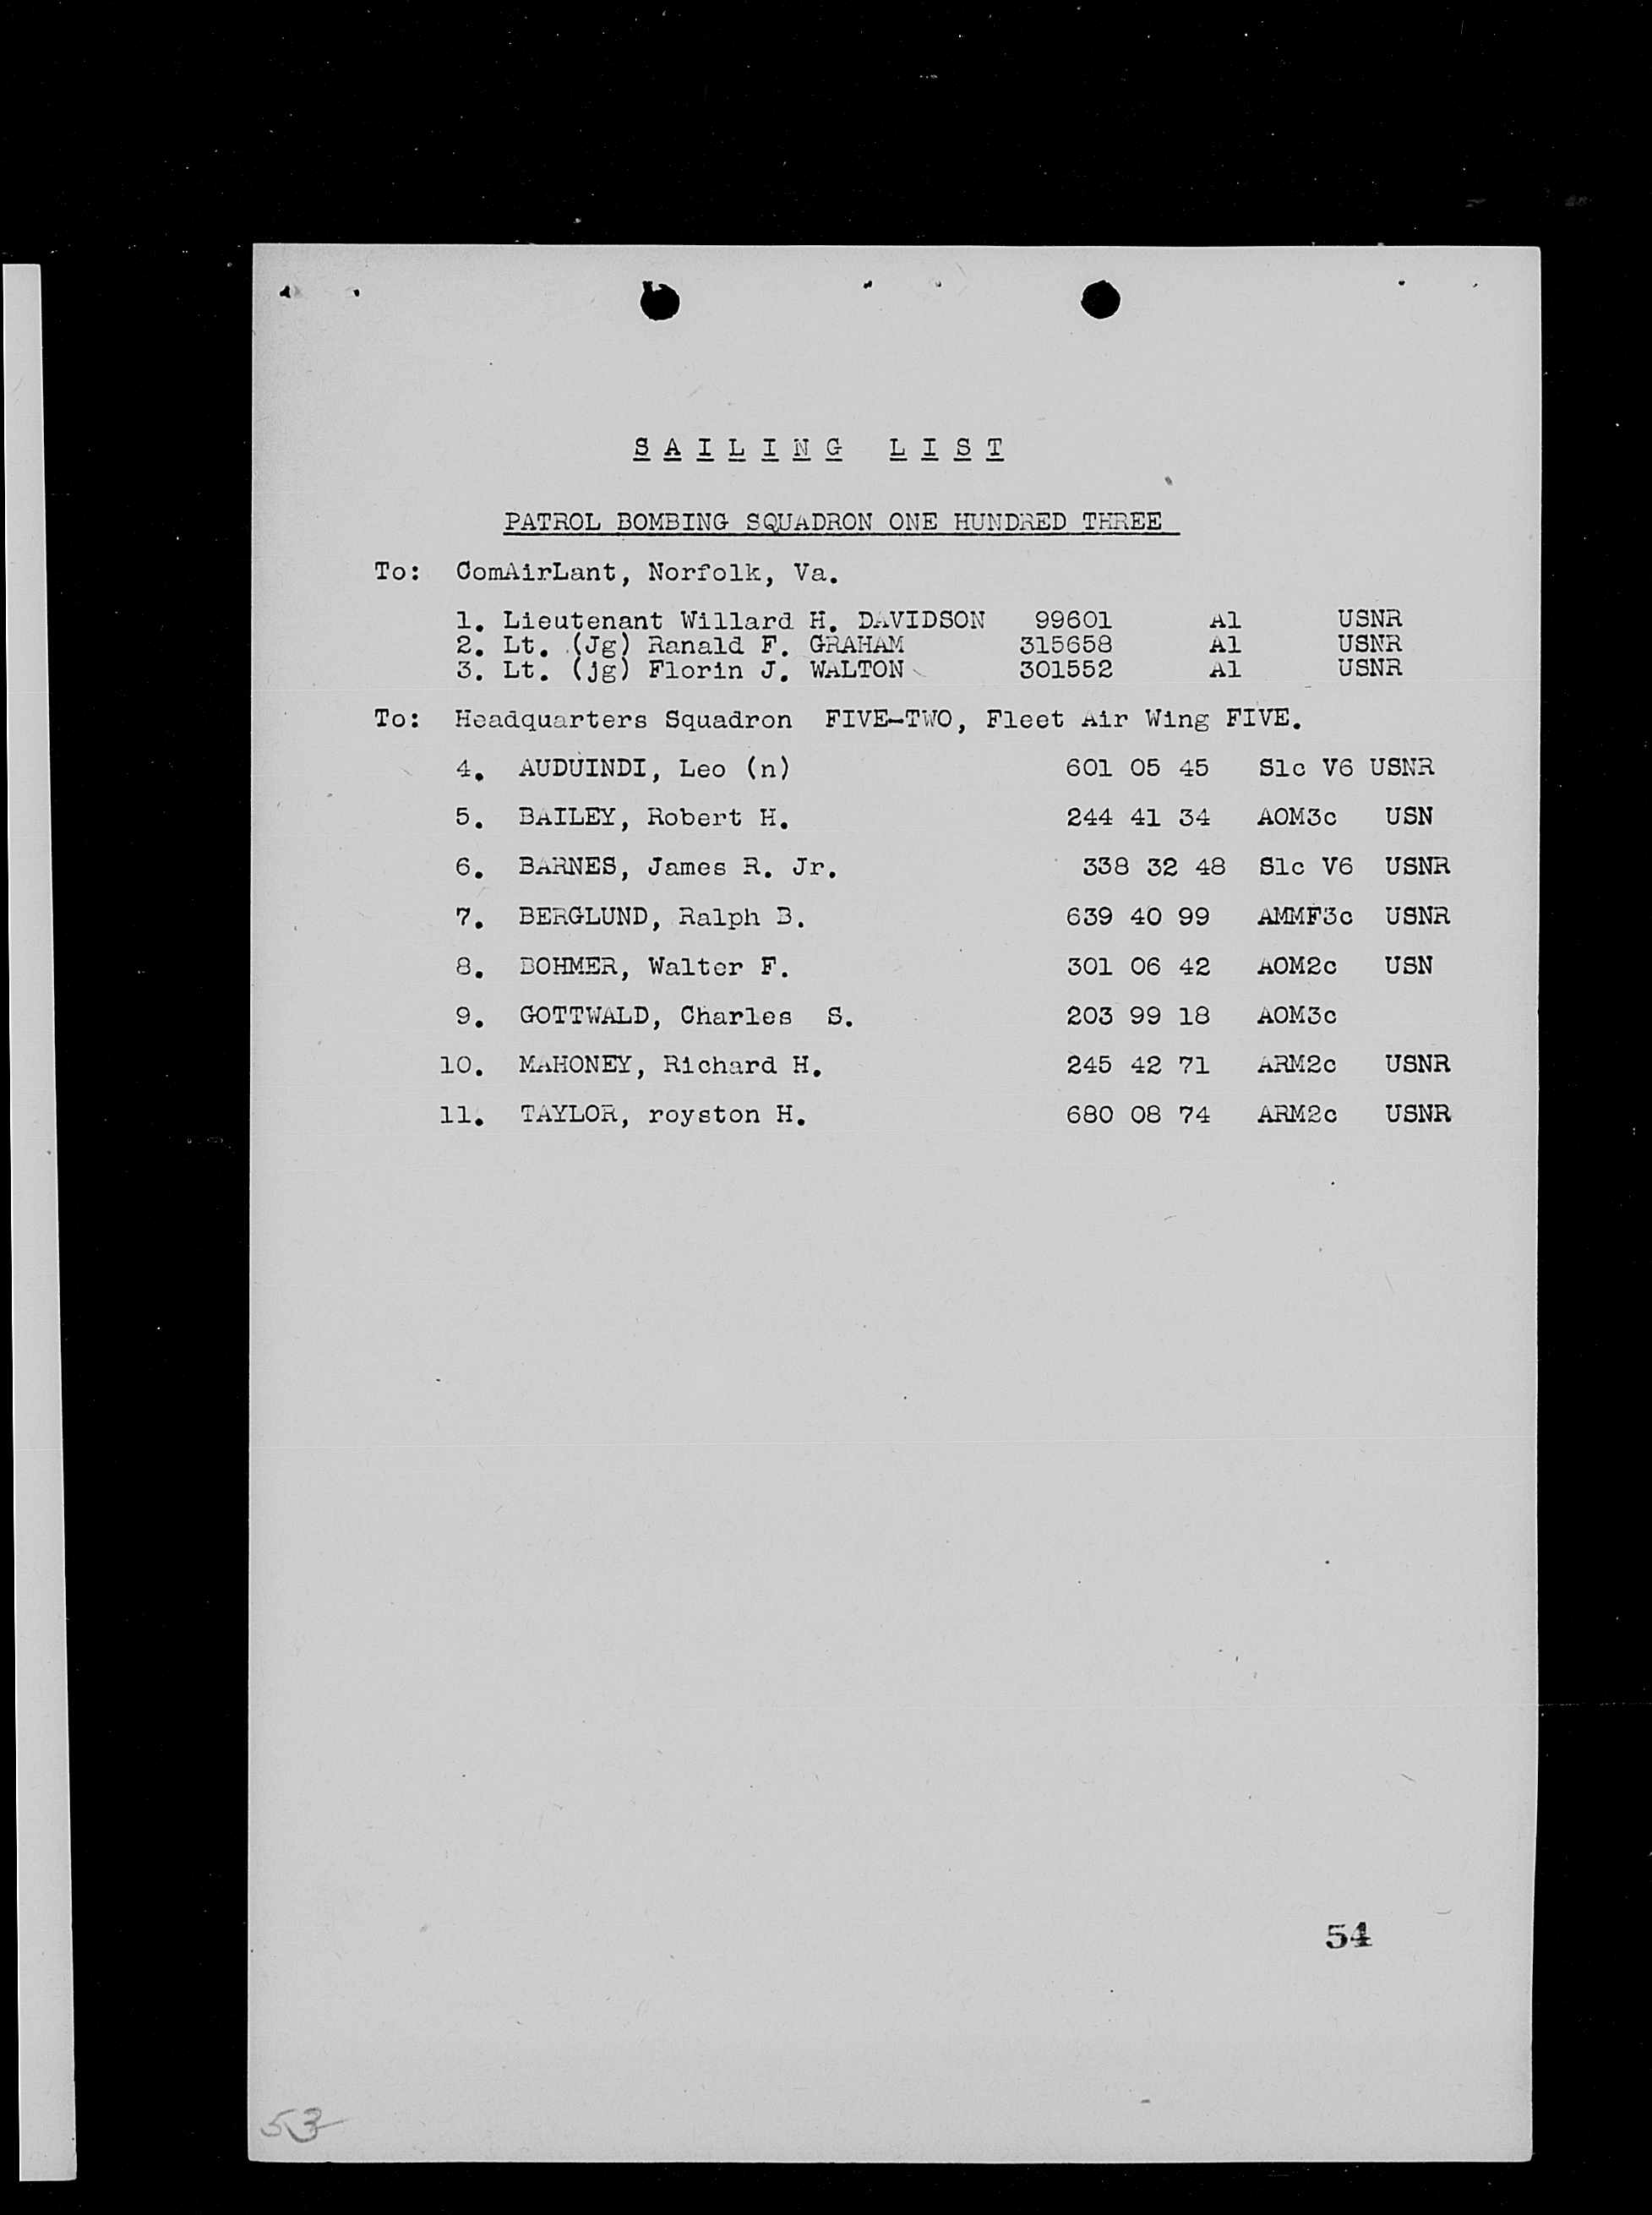 SAILING LIST
PATROL BOMBING SQUADRON ONE HUNDRED THREE
To: ComAirLant, Norfolk, Va.
1. Lieutenant Willard H. DAVIDSON 99601 A1 USNR
2. Lt. (Jg) Ranald F. GRAHAM 315658 A1 USNR
3. Lt. (jg) Florin J. WALTON 301552 A1 USNR
To: Headquarters Squadron FIVE-TWO, Fleet Air Wing FIVE.
4. AUDUINDI, Leo (n) 601 05 45 S1c V6 USNR
5. BAILEY, Robert H. 244 41 34 AOM3c USN
6. BARNES, James R. Jr. 338 32 48 S1c V6 USNR
7. BERGLUND, Ralph B. 639 40 99 AMMF3c USNR
8. BOHMER, Walter F. 301 06 42 AOM2c USN
9. GOTTWALD, Charles S. 203 99 18 AOM3c
10. MAHONEY, Richard H. 245 42 71 ARM2c USNR
11. TAYLOR, royston H. 680 08 74 ARM2c USNR
54
53